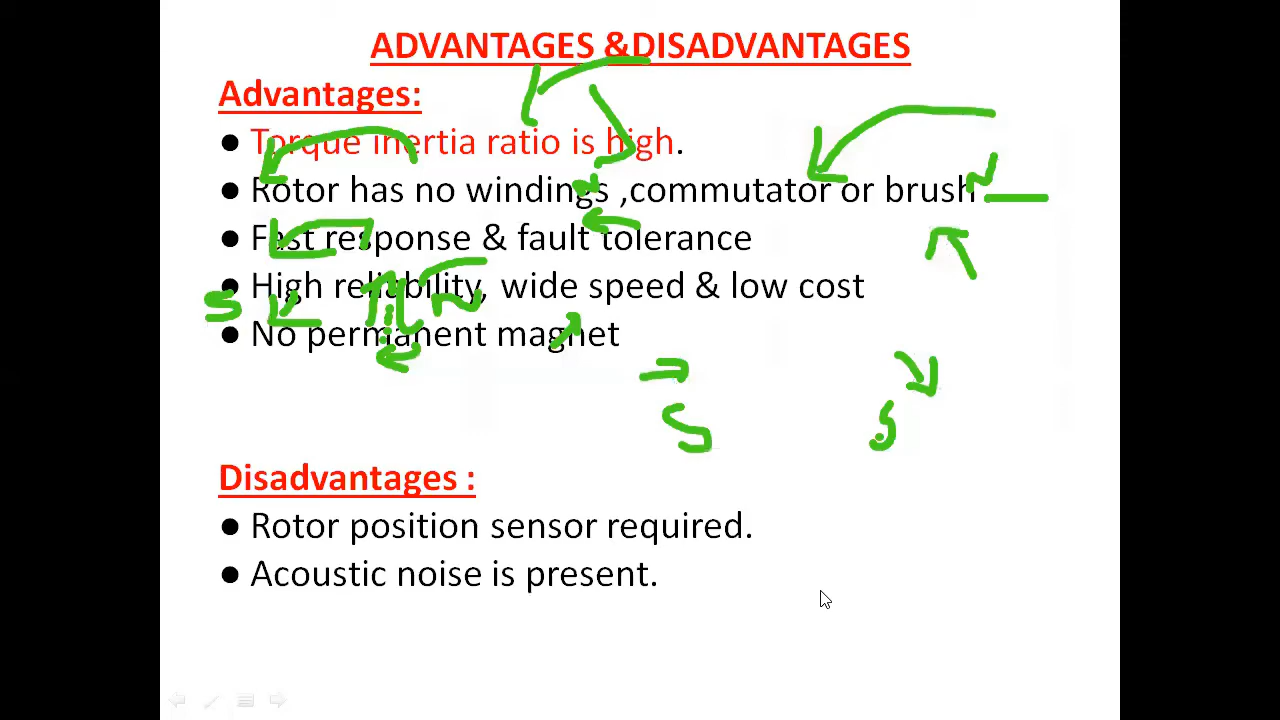 ADVANTAGES &DISADVANTAGES
Advantages:
● Torque inertia ratio is high.
● Rotor has no windings ,commutator or brush
● Fast response & fault tolerance
● High reliability, wide speed & low cost
● No permanent magnet
Disadvantages :
● Rotor position sensor required.
● Acoustic noise is present.
N
N
S
N
S
S